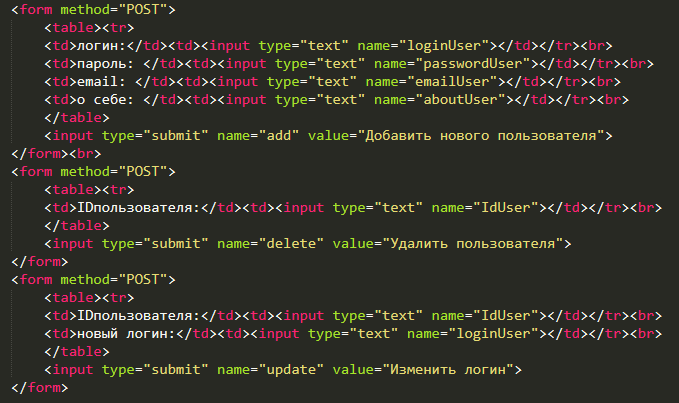 <form method="POST">
<table><tr>
<td>логин:</td><td><input type="text" name="loginUser"></td></tr><br>
<td>пароль: </td><td><input type="text" name="passwordUser"></td></tr><br>
<td>email: </td><td><input type="text" name="emailUser"></td></tr><br>
<td>о себе: </td><td><input type="text" name="aboutUser"></td></tr><br>
</table>
<input type="submit" name="add" value="Добавить нового пользователя">
</form><br>
<form method="POST">
<table><tr>
<td>IDпользователя:</td><td><input type="text" name="IdUser"></td></tr><br>
</table>
<input type="submit" name="delete" value="Удалить пользователя">
</form>
<form method="POST">
<table><tr>
<td>IDпользователя:</td><td><input type="text" name="IdUser"></td></tr><br>
<td>новый логин:</td><td><input type="text" name="loginUser"></td></tr><br>
</table>
<input type="submit" name="update" value="Изменить логин">
</form>